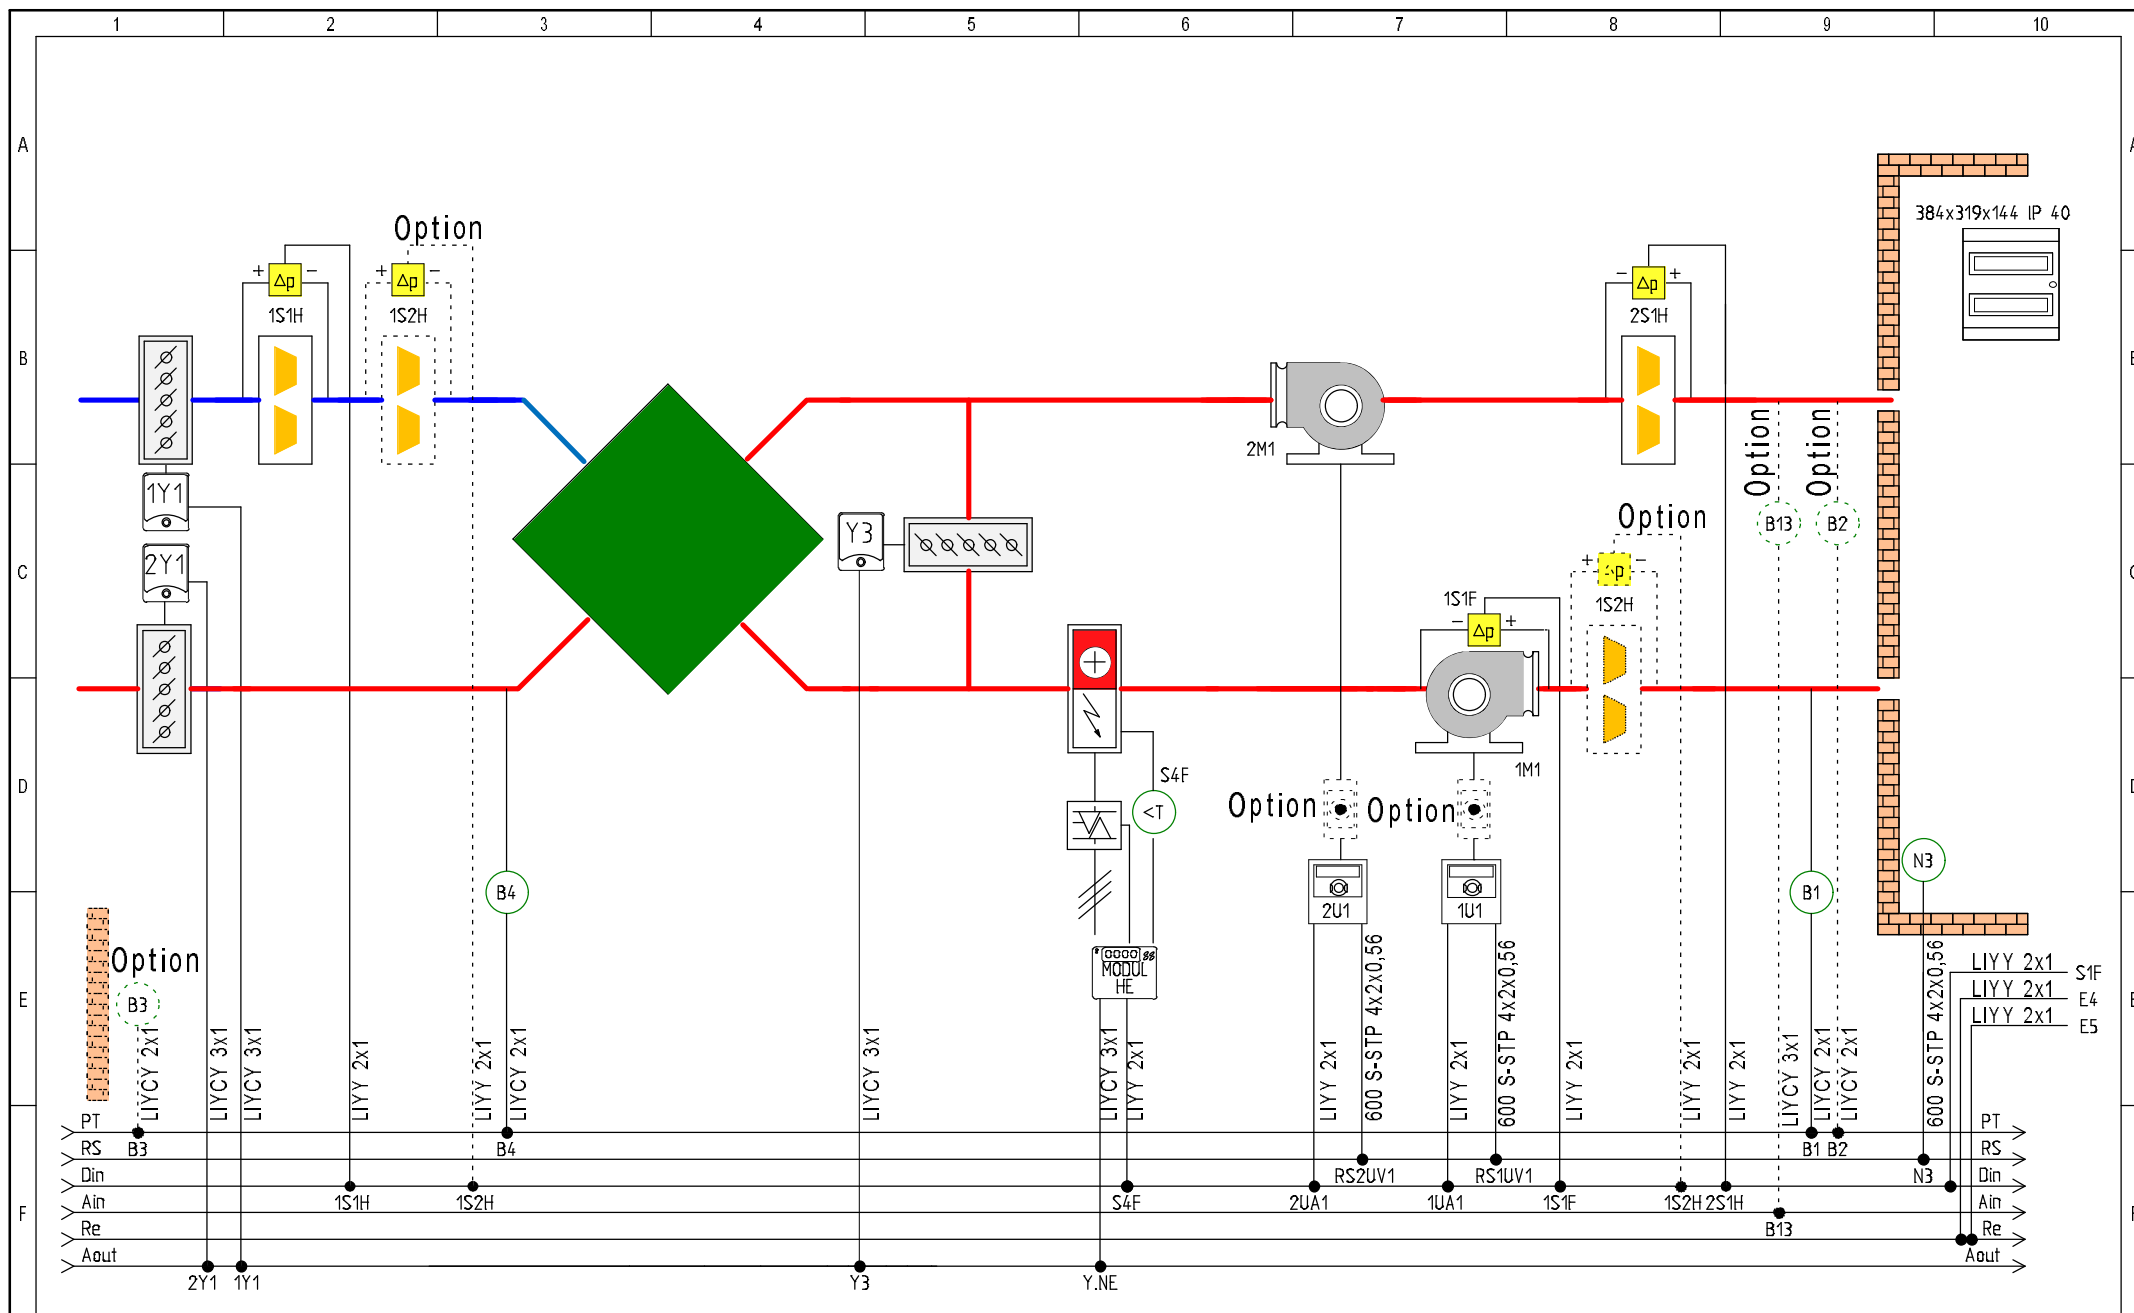 1 2 3 4 5 6 7 8 9 10
A
384x319x144 IP 40
Option
+ Δp -
1S1H
+ Δp -
1S2H
- Δp +
2S1H
B
2M1
1Y1
Option
Option
B13
B2
2Y1
Y3
C
Option
+ Δp -
1S2H
1S1F
- Δp +
1M1
D
S4F
<T
Option
Option
N3
B4
B1
2U1
1U1
Option
B3
MODUL
HE
E
LIYY 2x1 S1F
LIYY 2x1 E4
LIYY 2x1 E5
LIYCY 2x1
LIYCY 3x1
LIYCY 3x1
LIYY 2x1
LIYY 2x1
LIYCY 2x1
LIYCY 3x1
LIYCY 3x1
LIYY 2x1
LIYY 2x1
600 S-STP 4x2x0,56
LIYY 2x1
600 S-STP 4x2x0,56
LIYY 2x1
LIYY 2x1
LIYY 2x1
LIYCY 3x1
LIYCY 2x1
LIYCY 2x1
600 S-STP 4x2x0,56
PT PT
B3 B4 B1 B2
RS RS
RS2UV1 RS1UV1 N3
Din Din
1S1H 1S2H S4F 2UA1 1UA1 1S1F 1S2H 2S1H
Ain Ain
B13
F
Re Re
Aout Aout
2Y1 1Y1 Y3 Y.NE